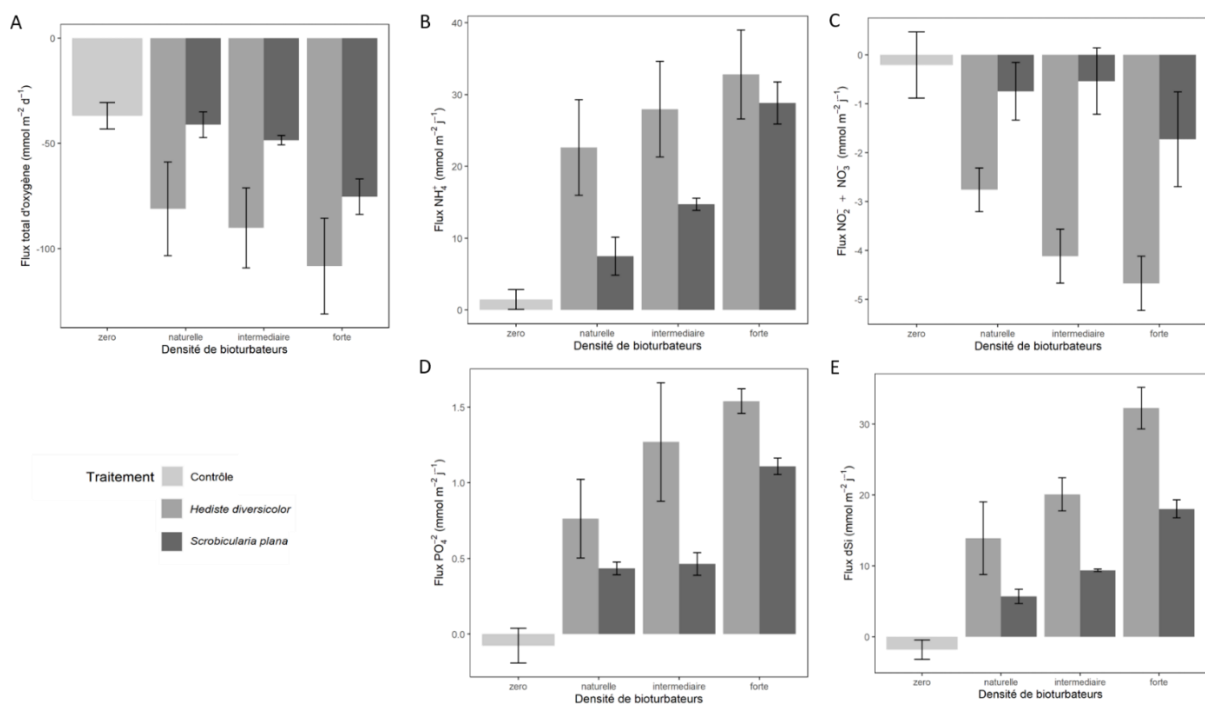 A
Flux total d'oxygène (mmol m⁻² d⁻¹)
0
-50
-100
zero
naturelle
intermediaire
forte
Densité de bioturbateurs
B
Flux NH₄⁺ (mmol m⁻² j⁻¹)
40
30
20
10
0
zero
naturelle
intermediaire
forte
Densité de bioturbateurs
C
Flux NO₂⁻ + NO₃⁻ (mmol m⁻² j⁻¹)
0
-1
-2
-3
-4
-5
zero
naturelle
intermediaire
forte
Densité de bioturbateurs
D
Flux PO₄⁻² (mmol m⁻² j⁻¹)
1.5
1.0
0.5
0.0
zero
naturelle
intermediaire
forte
Densité de bioturbateurs
E
Flux dSi (mmol m⁻² j⁻¹)
30
20
10
0
zero
naturelle
intermediaire
forte
Densité de bioturbateurs
Traitement
Contrôle
Hediste diversicolor
Scrobicularia plana